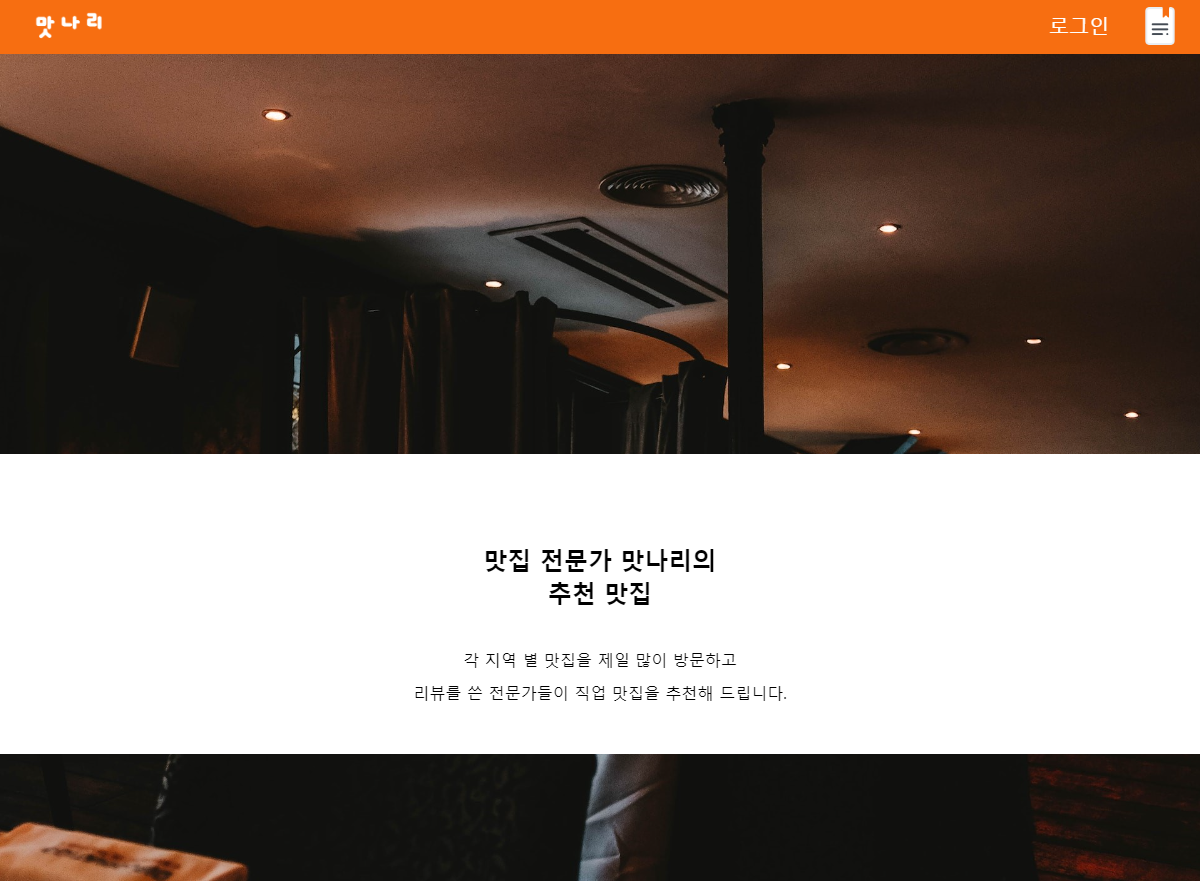 맛나리
로그인
맛집 전문가 맛나리의
추천 맛집
각 지역 별 맛집을 제일 많이 방문하고
리뷰를 쓴 전문가들이 직업 맛집을 추천해 드립니다.